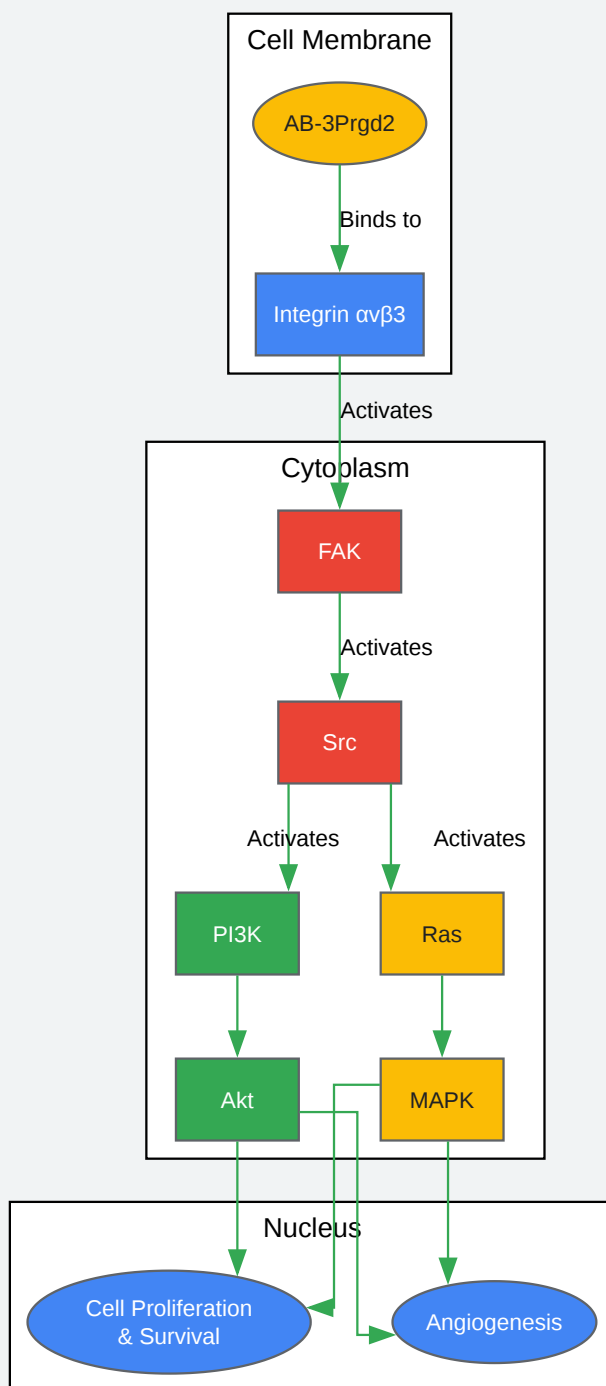 Cell Membrane
AB-3Prgd2
Binds to
Integrin αvβ3
Activates
Cytoplasm
FAK
Activates
Src
Activates
Activates
PI3K
Ras
Akt
MAPK
Nucleus
Cell Proliferation
& Survival
Angiogenesis